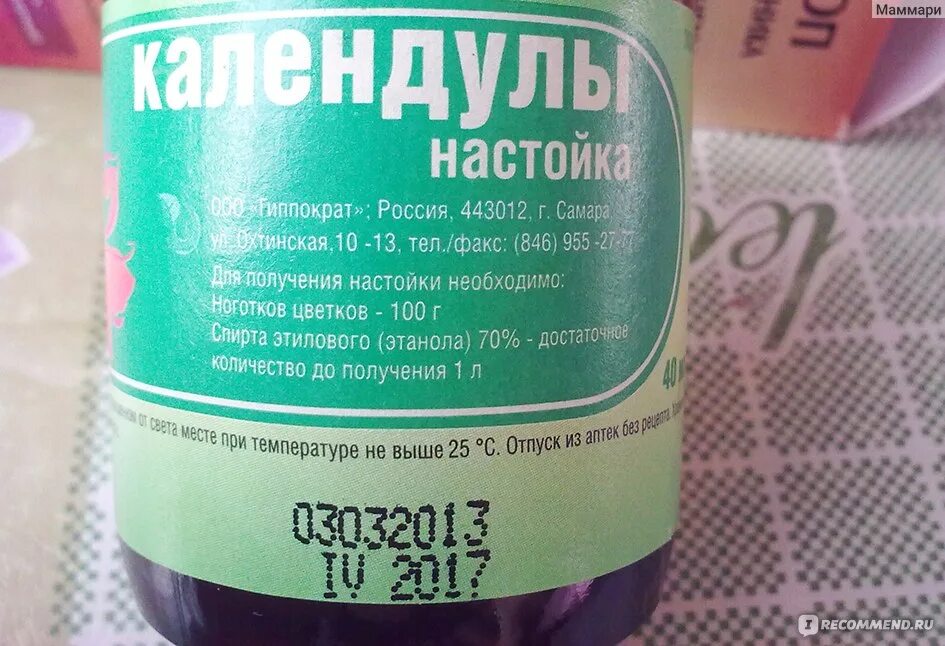 Маммари
КАЛЕНДУЛЫ
НАСТОЙКА
ООО «Гиппократ»: Россия, 443012, г. Самара,
ул. Охтинская,10 -13, тел./факс: (846) 955 -27-77
Для получения настойки необходимо:
Ноготков цветков - 100 г
Спирта этилового (этанола) 70% - достаточное
количество до получения 1 л
40
от света месте при температуре не выше 25 °С. Отпуск из аптек без рецепта.
03032013
IV 2017
IRECOMMEND.RU